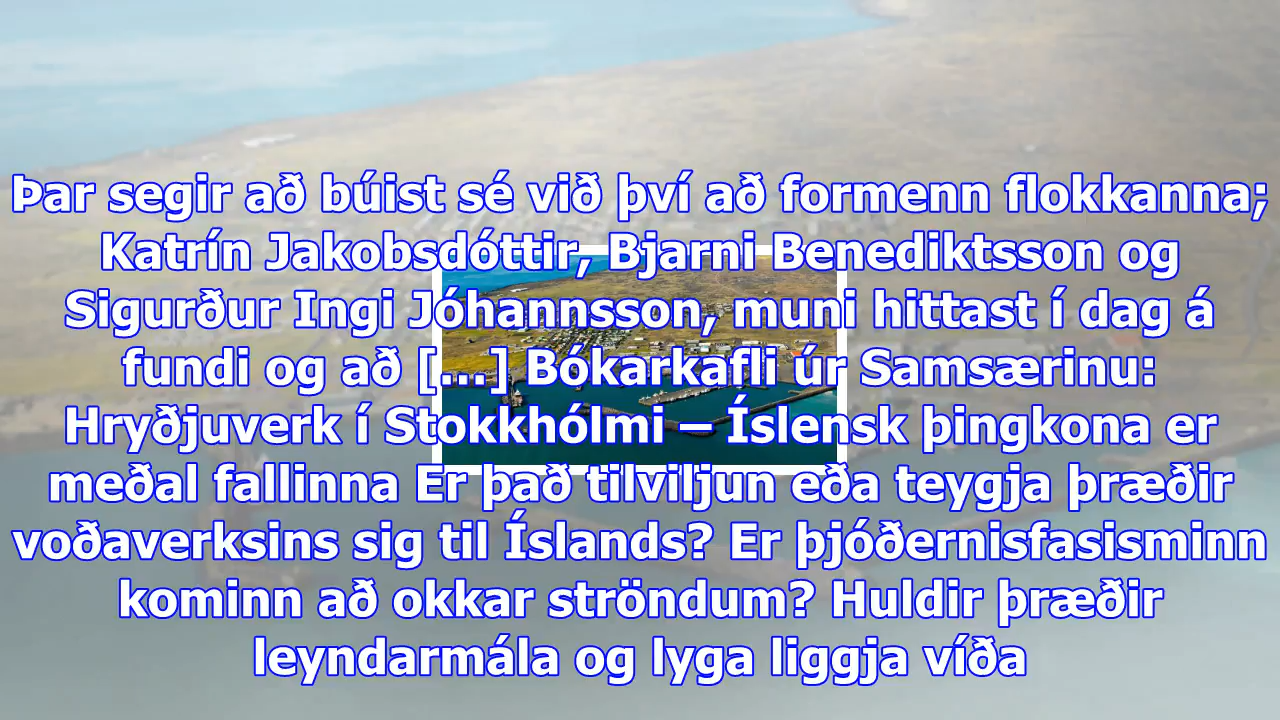 Þar segir að búist sé við því að formenn flokkanna;
Katrín Jakobsdóttir, Bjarni Benediktsson og
Sigurður Ingi Jóhannsson, muni hittast í dag á
fundi og að [...] Bókarkafli úr Samsærinu:
Hryðjuverk í Stokkhólmi – Íslensk þingkona er
meðal fallinna Er það tilviljun eða teygja þræðir
voðaverksins sig til Íslands? Er þjóðernisfasisminn
kominn að okkar ströndum? Huldir þræðir
leyndarmála og lyga liggja víða